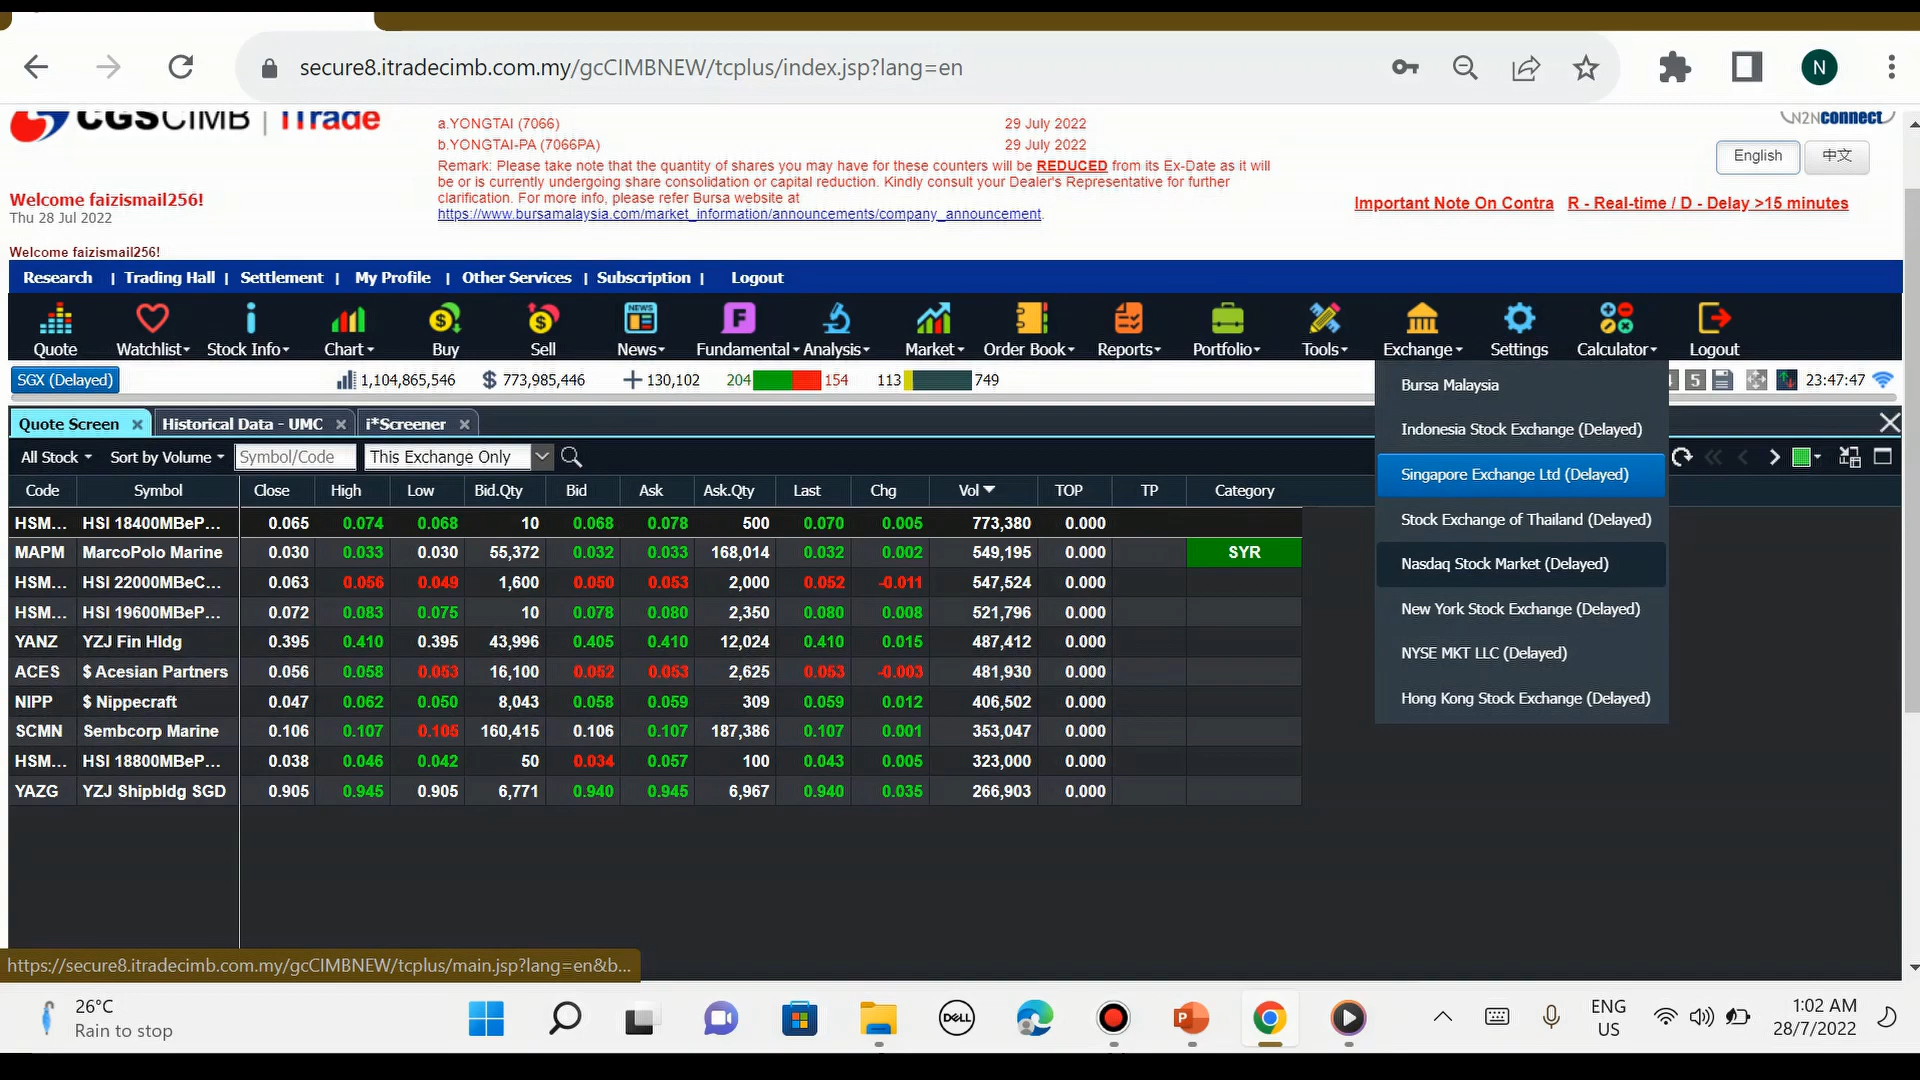 secure8.itradecimb.com.my/gcCIMBNEW/tcplus/index.jsp?lang=en
N
CGSCIMB | iTrade
a.YONGTAI (7066) 29 July 2022
b.YONGTAI-PA (7066PA) 29 July 2022
Remark: Please take note that the quantity of shares you may have for these counters will be REDUCED from its Ex-Date as it will
be or is currently undergoing share consolidation or capital reduction. Kindly consult your Dealer's Representative for further
clarification. For more info, please refer Bursa website at
https://www.bursamalaysia.com/market_information/announcements/company_announcement.
N2Nconnect
English 中文
Welcome faizismail256!
Thu 28 Jul 2022
Important Note On Contra R - Real-time / D - Delay >15 minutes
Welcome faizismail256!
Research | Trading Hall | Settlement | My Profile | Other Services | Subscription | Logout
Quote Watchlist Stock Info Chart Buy Sell News Fundamental Analysis Market Order Book Reports Portfolio Tools Exchange Settings Calculator Logout
SGX (Delayed) 1,104,865,546 $ 773,985,446 130,102 204 154 113 749 5 23:47:47
Bursa Malaysia
Indonesia Stock Exchange (Delayed)
Singapore Exchange Ltd (Delayed)
Stock Exchange of Thailand (Delayed)
Nasdaq Stock Market (Delayed)
New York Stock Exchange (Delayed)
NYSE MKT LLC (Delayed)
Hong Kong Stock Exchange (Delayed)
Quote Screen Historical Data - UMC i*Screener
All Stock Sort by Volume Symbol/Code This Exchange Only
Code Symbol Close High Low Bid.Qty Bid Ask Ask.Qty Last Chg Vol TOP TP Category
HSM... HSI 18400MBeP... 0.065 0.074 0.068 10 0.068 0.078 500 0.070 0.005 773,380 0.000
MAPM MarcoPolo Marine 0.030 0.033 0.030 55,372 0.032 0.033 168,014 0.032 0.002 549,195 0.000 SYR
HSM... HSI 22000MBeC... 0.063 0.056 0.049 1,600 0.050 0.053 2,000 0.052 -0.011 547,524 0.000
HSM... HSI 19600MBeP... 0.072 0.083 0.075 10 0.078 0.080 2,350 0.080 0.008 521,796 0.000
YANZ YZJ Fin Hldg 0.395 0.410 0.395 43,996 0.405 0.410 12,024 0.410 0.015 487,412 0.000
ACES $ Acesian Partners 0.056 0.058 0.053 16,100 0.052 0.053 2,625 0.053 -0.003 481,930 0.000
NIPP $ Nippecraft 0.047 0.062 0.050 8,043 0.058 0.059 309 0.059 0.012 406,502 0.000
SCMN Sembcorp Marine 0.106 0.107 0.105 160,415 0.106 0.107 187,386 0.107 0.001 353,047 0.000
HSM... HSI 18800MBeP... 0.038 0.046 0.042 50 0.034 0.057 100 0.043 0.005 323,000 0.000
YAZG YZJ Shipbldg SGD 0.905 0.945 0.905 6,771 0.940 0.945 6,967 0.940 0.035 266,903 0.000
https://secure8.itradecimb.com.my/gcCIMBNEW/tcplus/main.jsp?lang=en&b...
26°C
Rain to stop
DELL
ENG
US
1:02 AM
28/7/2022